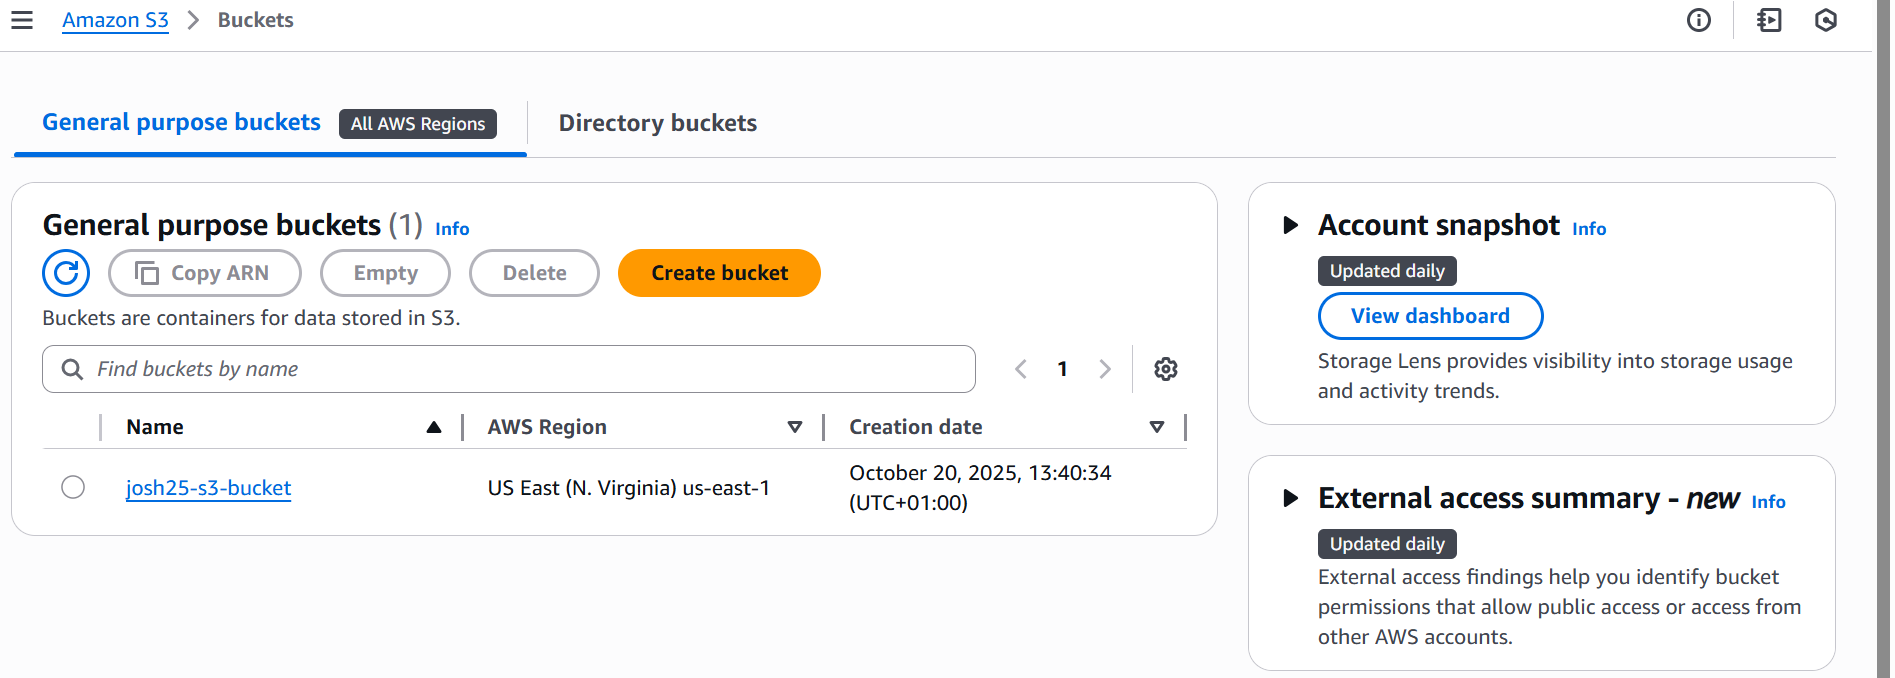 Amazon S3 > Buckets
General purpose buckets All AWS Regions Directory buckets
General purpose buckets (1) Info
Copy ARN Empty Delete Create bucket
Buckets are containers for data stored in S3.
Find buckets by name 1
Name AWS Region Creation date
josh25-s3-bucket US East (N. Virginia) us-east-1 October 20, 2025, 13:40:34
(UTC+01:00)
Account snapshot Info
Updated daily
View dashboard
Storage Lens provides visibility into storage usage
and activity trends.
External access summary - new Info
Updated daily
External access findings help you identify bucket
permissions that allow public access or access from
other AWS accounts.